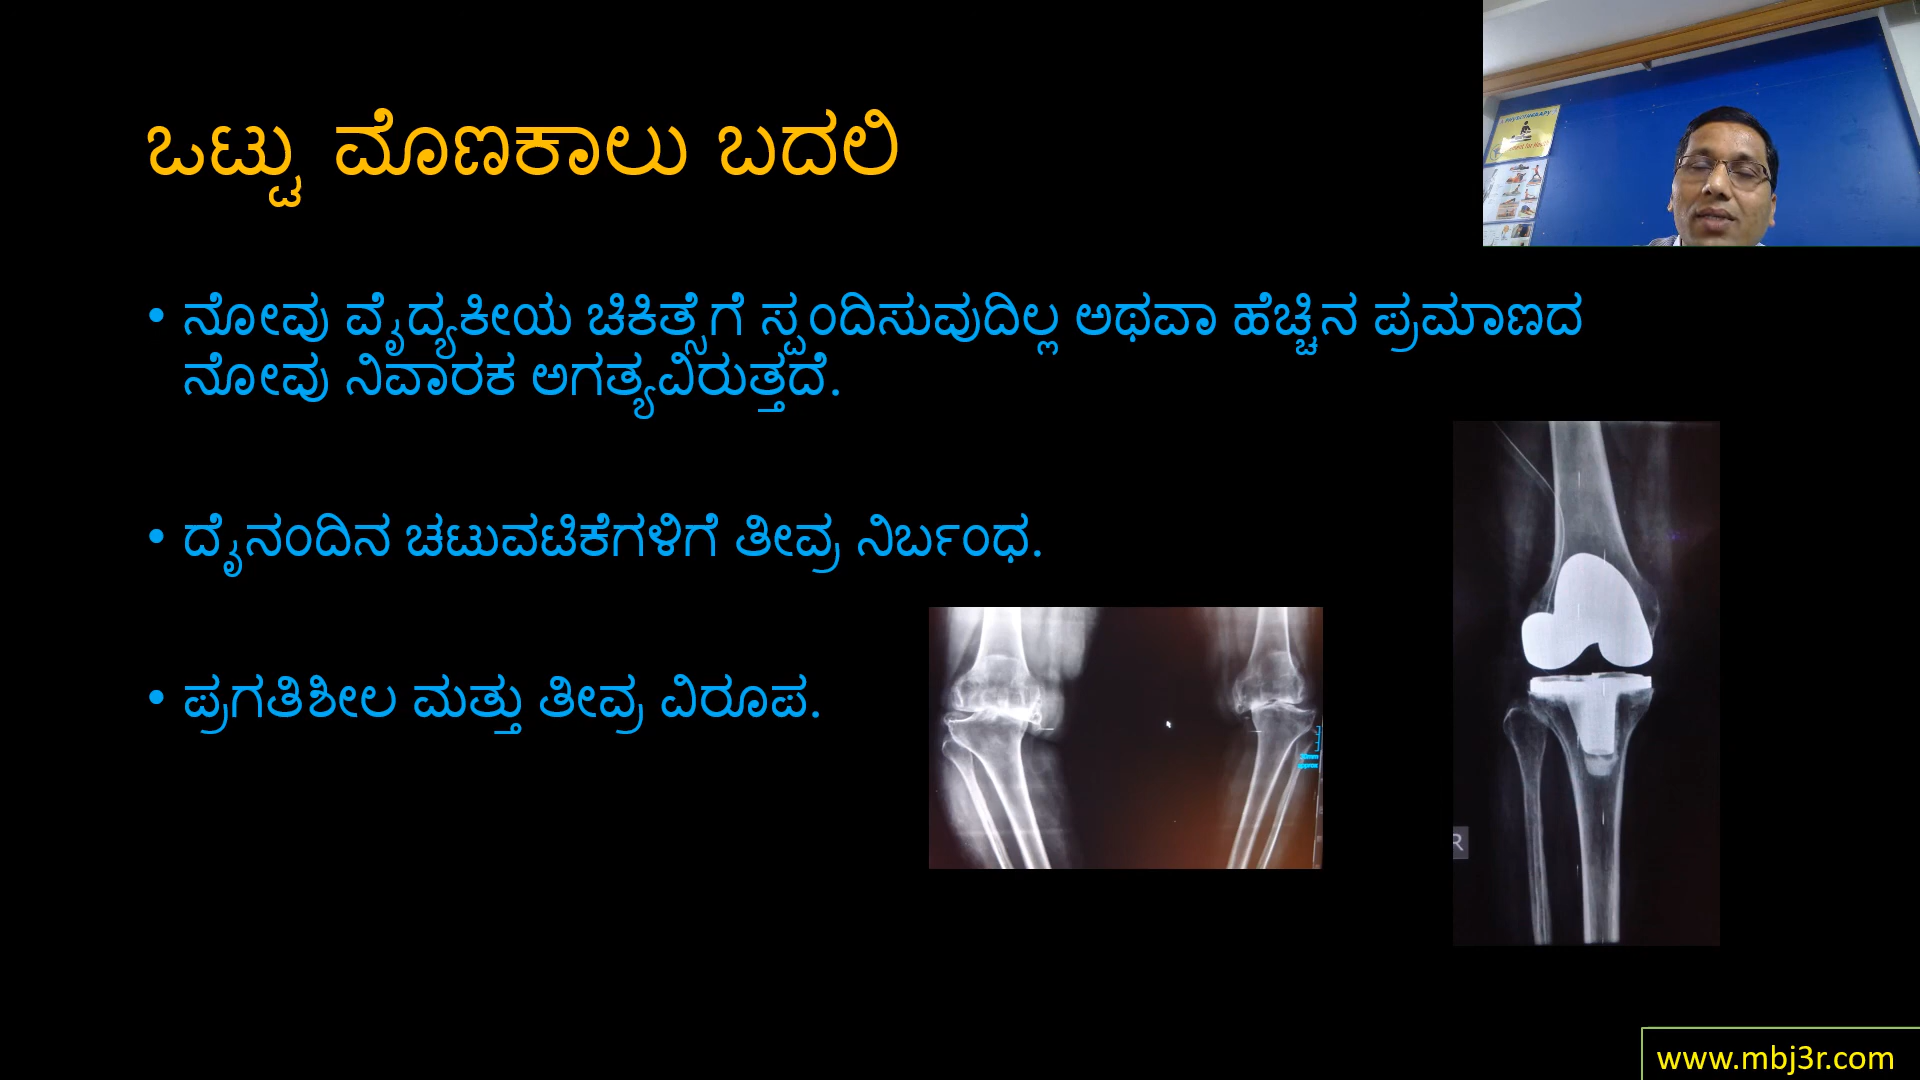 ಒಟ್ಟು ಮೊಣಕಾಲು ಬದಲಿ
• ನೋವು ವೈದ್ಯಕೀಯ ಚಿಕಿತ್ಸೆಗೆ ಸ್ಪಂದಿಸುವುದಿಲ್ಲ ಅಥವಾ ಹೆಚ್ಚಿನ ಪ್ರಮಾಣದ
ನೋವು ನಿವಾರಕ ಅಗತ್ಯವಿರುತ್ತದೆ.
• ದೈನಂದಿನ ಚಟುವಟಿಕೆಗಳಿಗೆ ತೀವ್ರ ನಿರ್ಬಂಧ.
• ಪ್ರಗತಿಶೀಲ ಮತ್ತು ತೀವ್ರ ವಿರೂಪ.
R
www.mbj3r.com